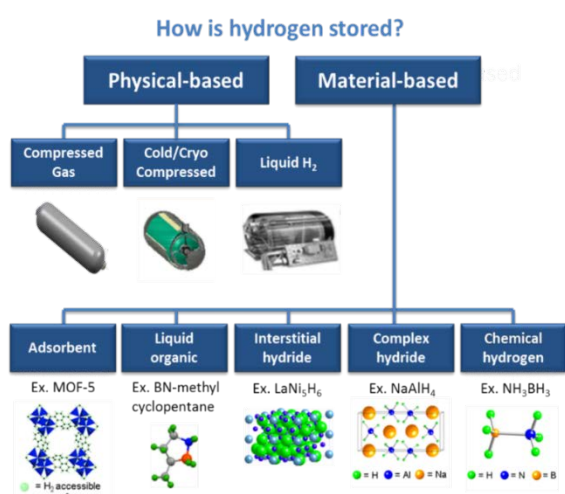 How is hydrogen stored?
Physical-based
Material-based
Compressed
Gas
Cold/Cryo
Compressed
Liquid H₂
Adsorbent
Liquid
organic
Interstitial
hydride
Complex
hydride
Chemical
hydrogen
Ex. MOF-5
Ex. BN-methyl
cyclopentane
Ex. LaNi₅H₆
Ex. NaAlH₄
Ex. NH₃BH₃
= H₂ accessible
= H = Al = Na
= H = N = B